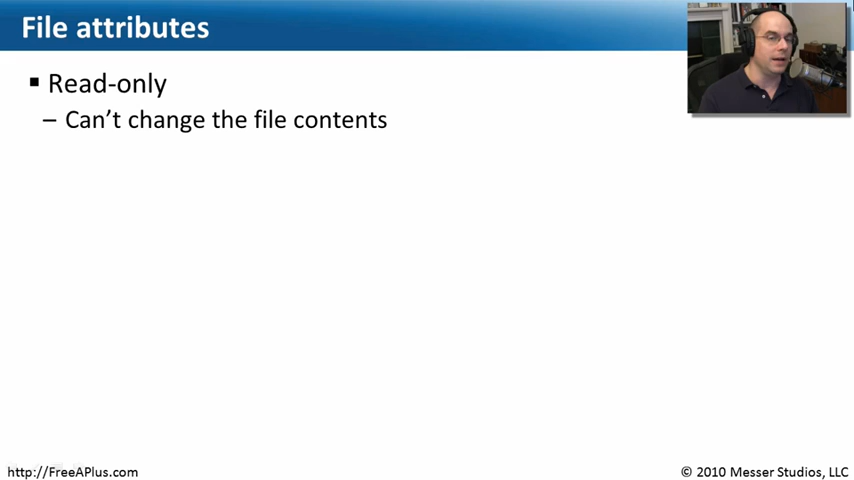 File attributes
▪ Read-only
– Can't change the file contents
http://FreeAPlus.com
© 2010 Messer Studios, LLC